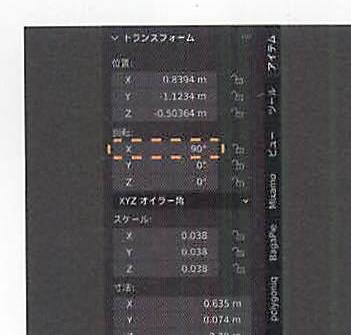 トランスフォーム
位置:
X 0.8394 m
Y -1.1234 m
Z -0.50364 m
回転:
X 90°
Y 0°
Z 0°
XYZ オイラー角
スケール:
X 0.038
Y 0.038
Z 0.038
寸法:
X 0.635 m
Y 0.074 m
アイテム
ツール
ビュー
Mixamo
BagaPie
polygoniq